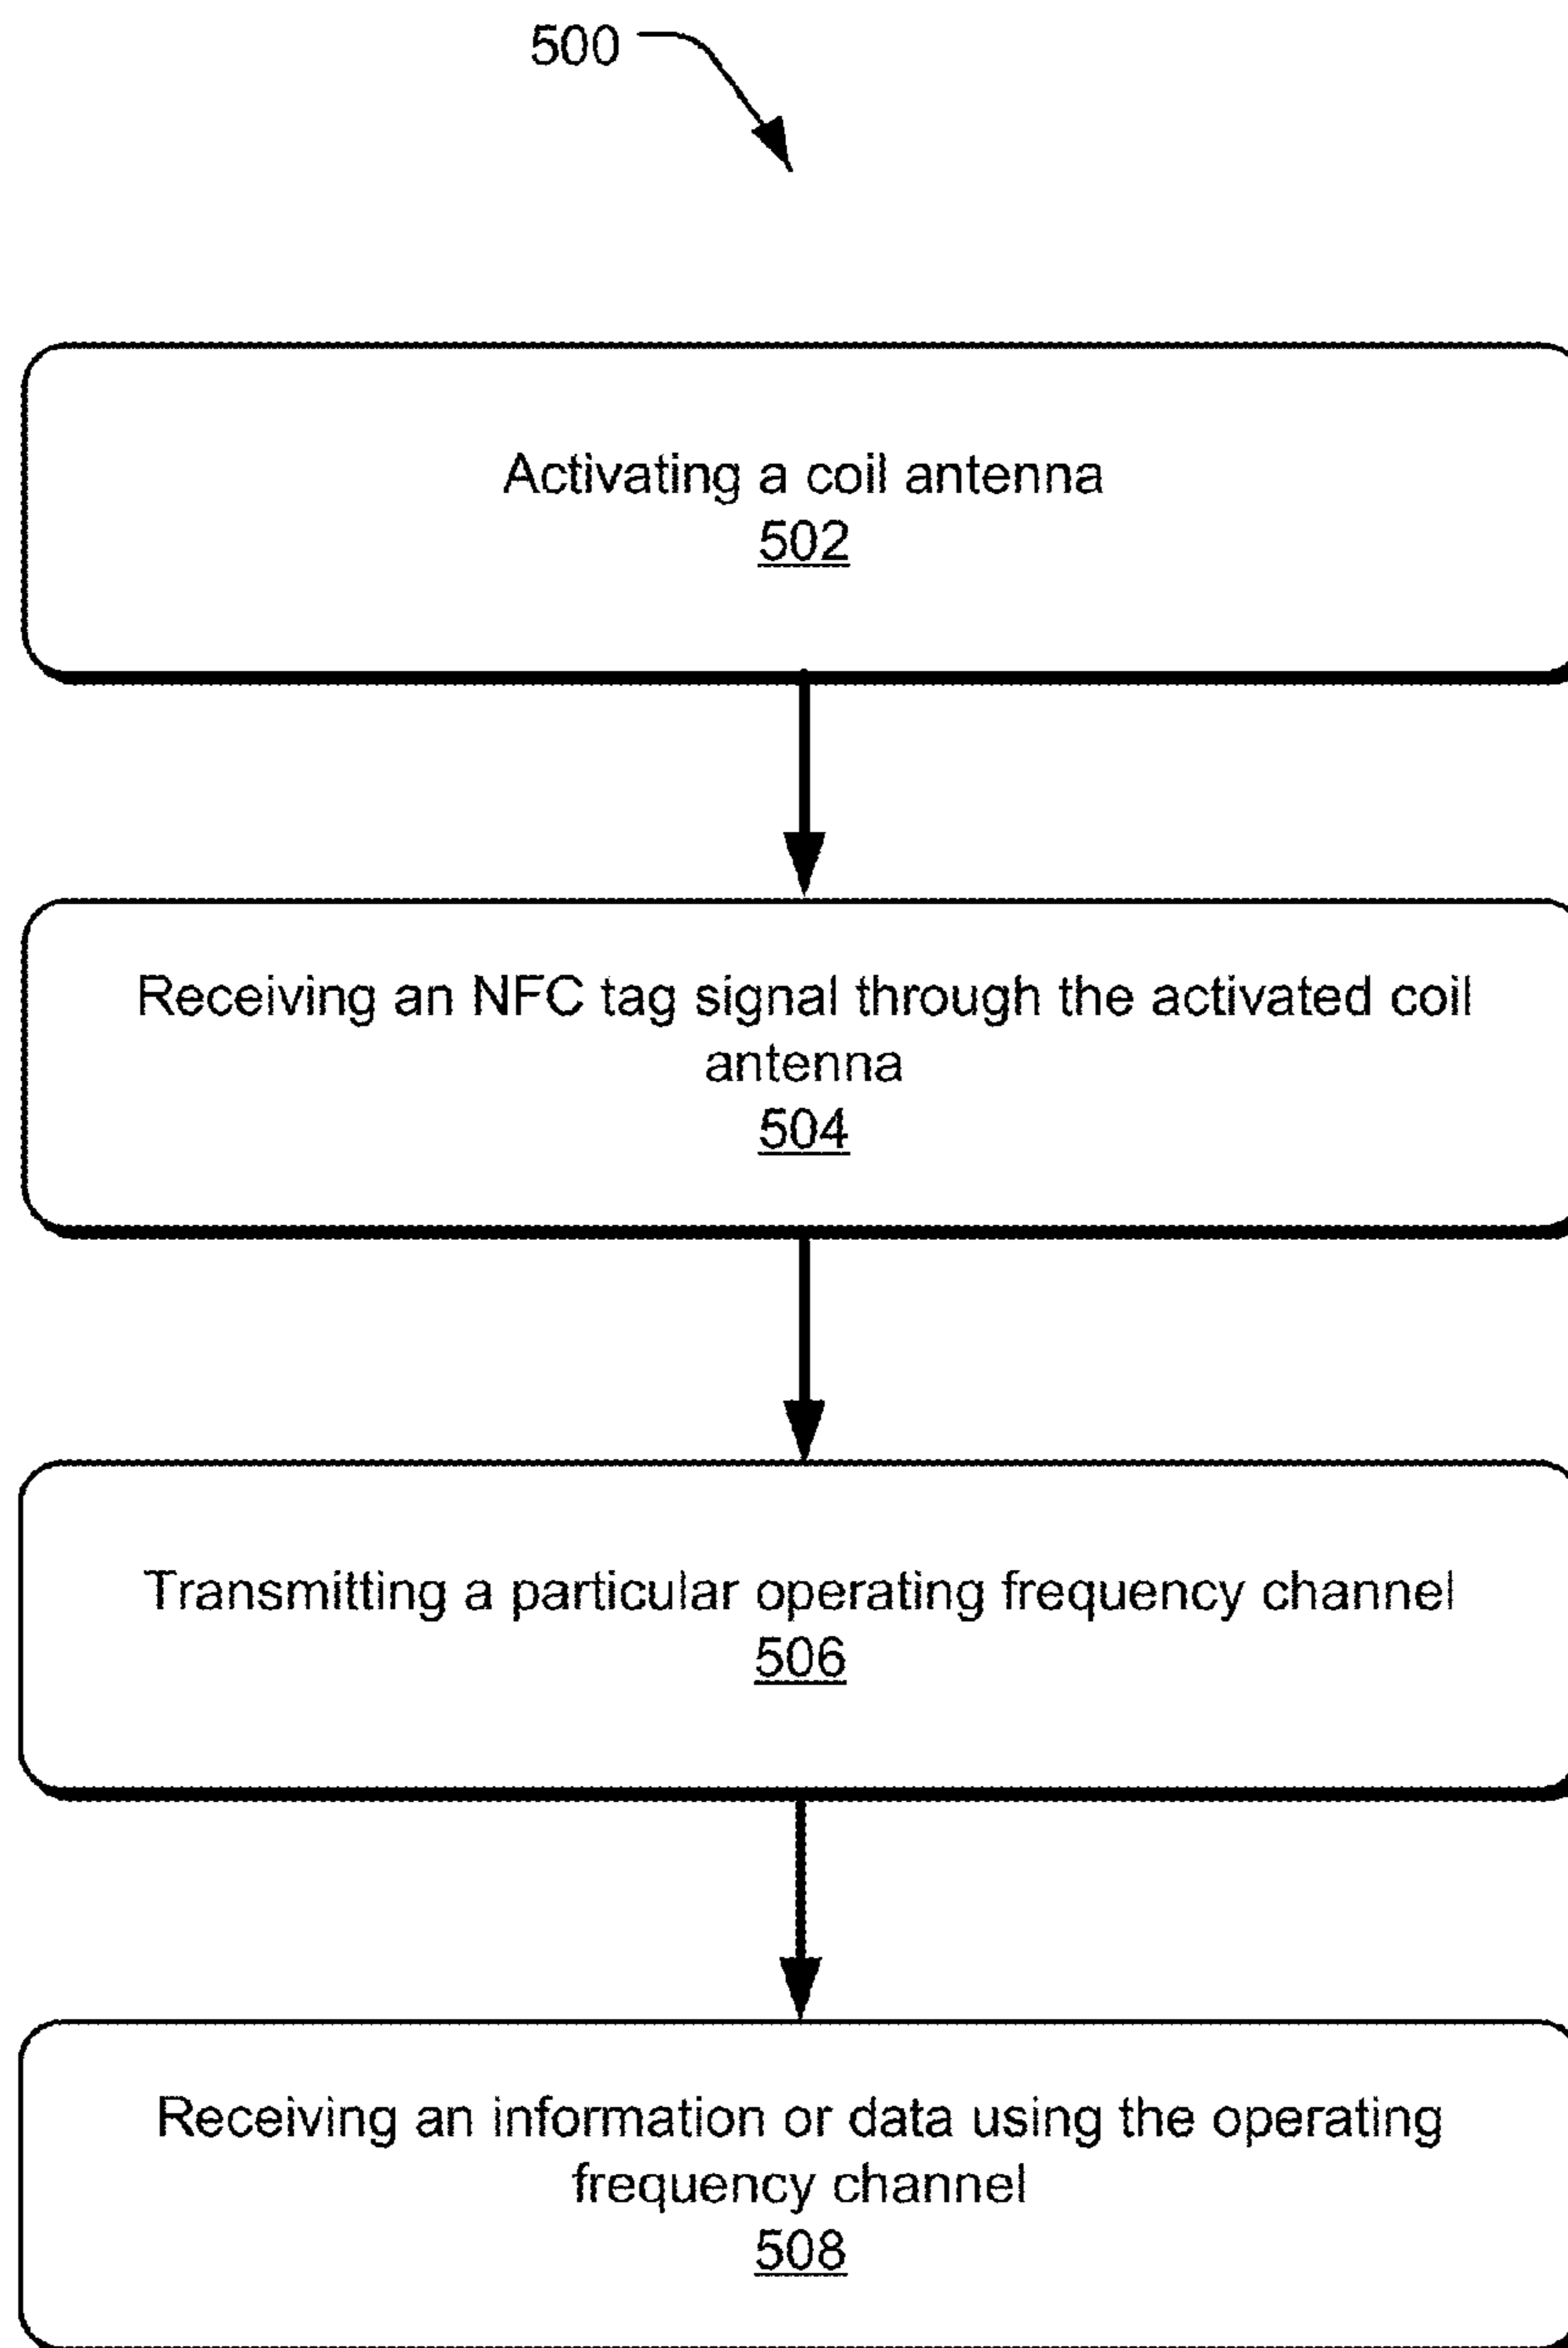 500
Activating a coil antenna
502
Receiving an NFC tag signal through the activated coil
antenna
504
Transmitting a particular operating frequency channel
506
Receiving an information or data using the operating
frequency channel
508